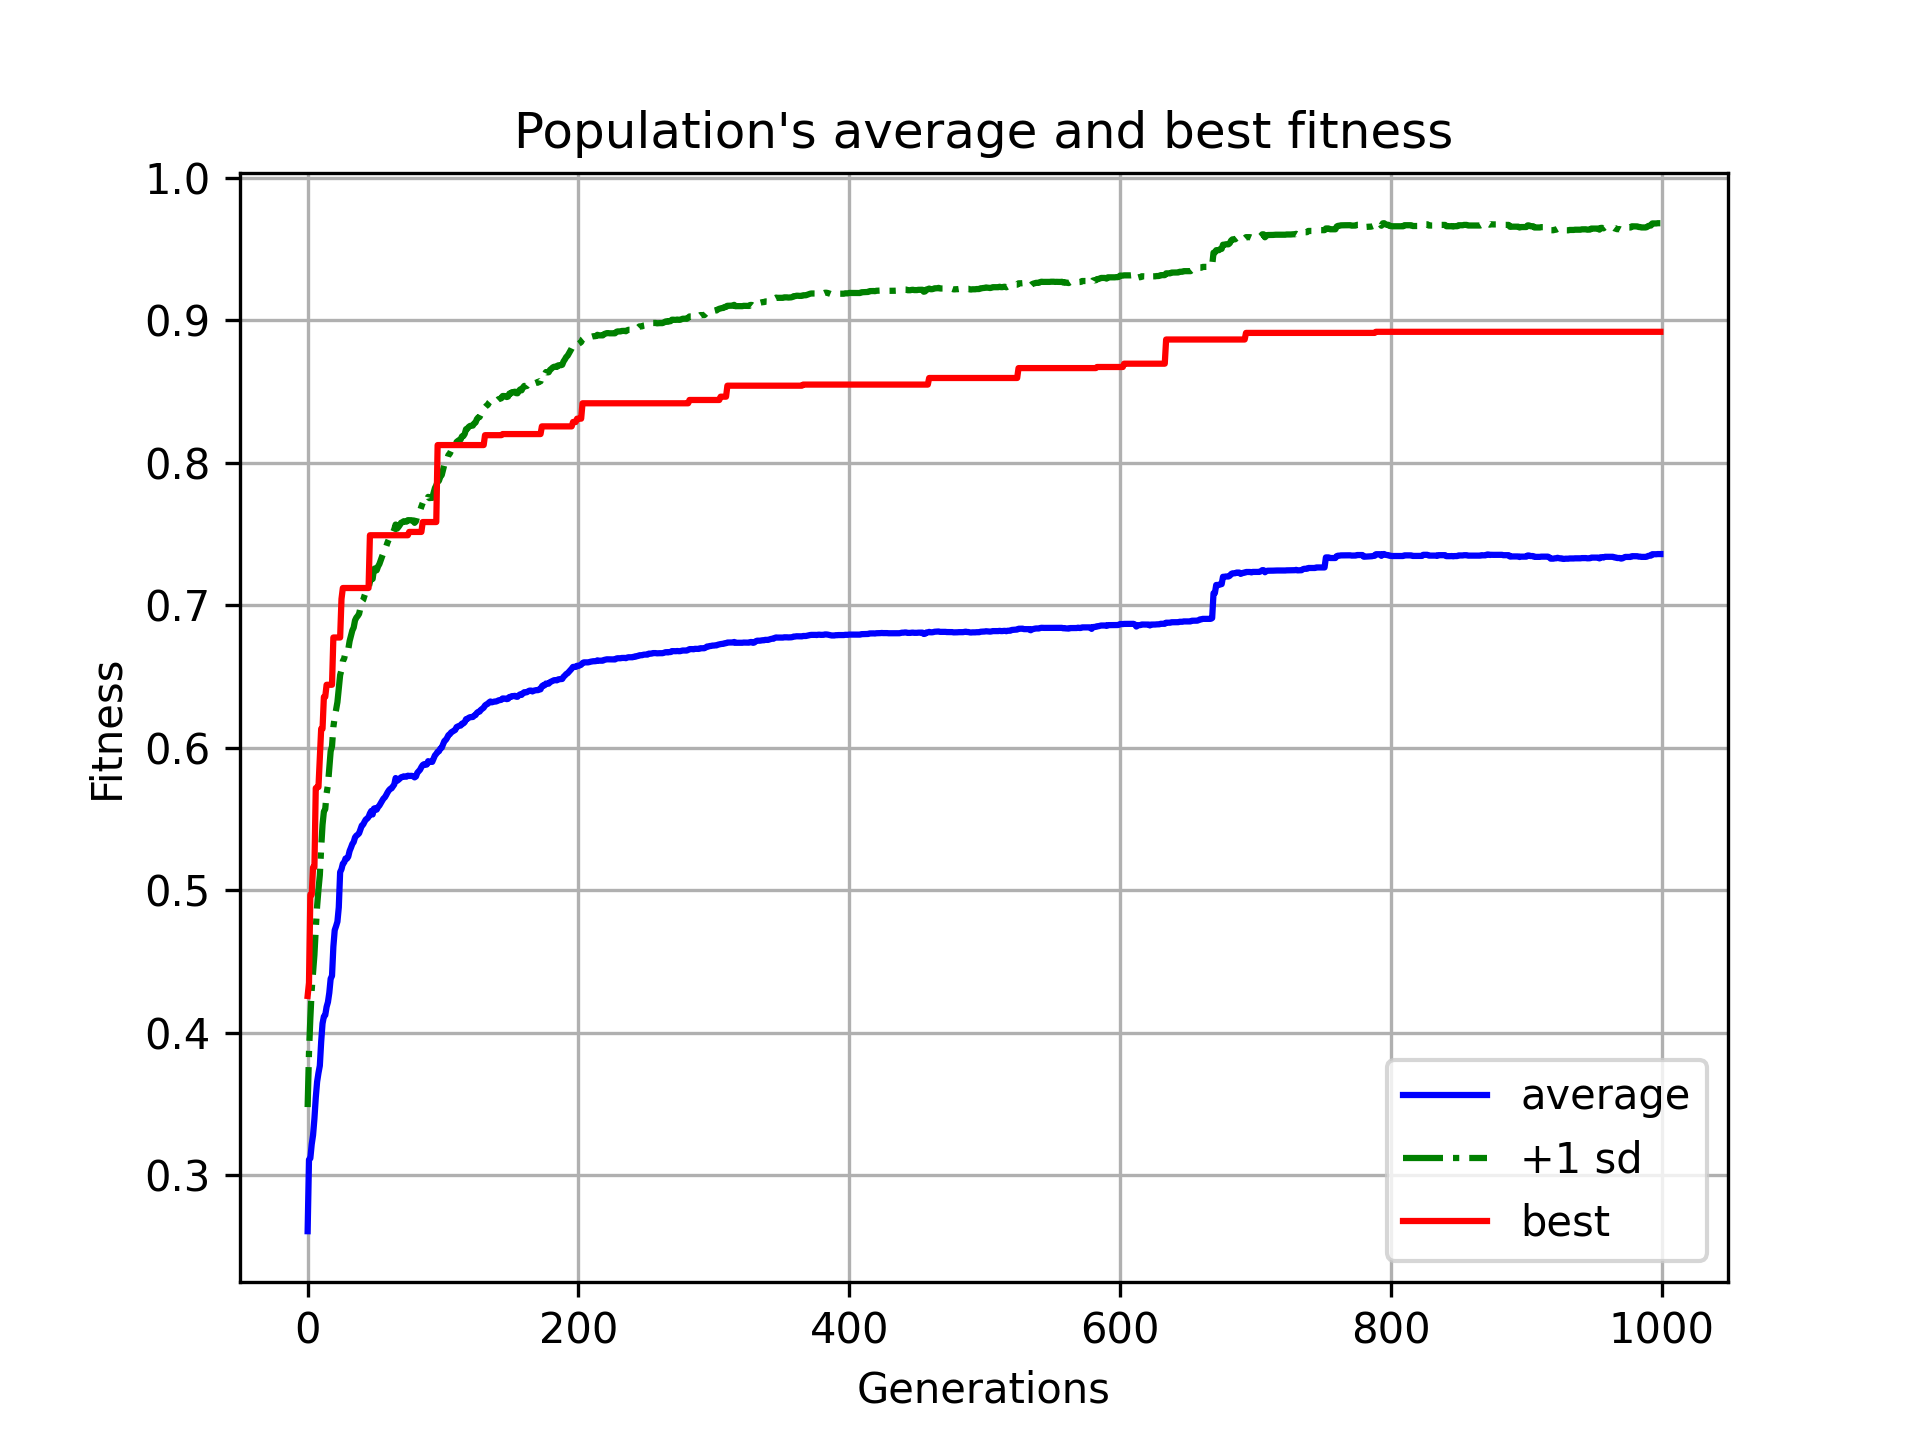 Population's average and best fitness
1.0
0.9
0.8
0.7
0.6
0.5
0.4
0.3
Fitness
average
+1 sd
best
0 200 400 600 800 1000
Generations